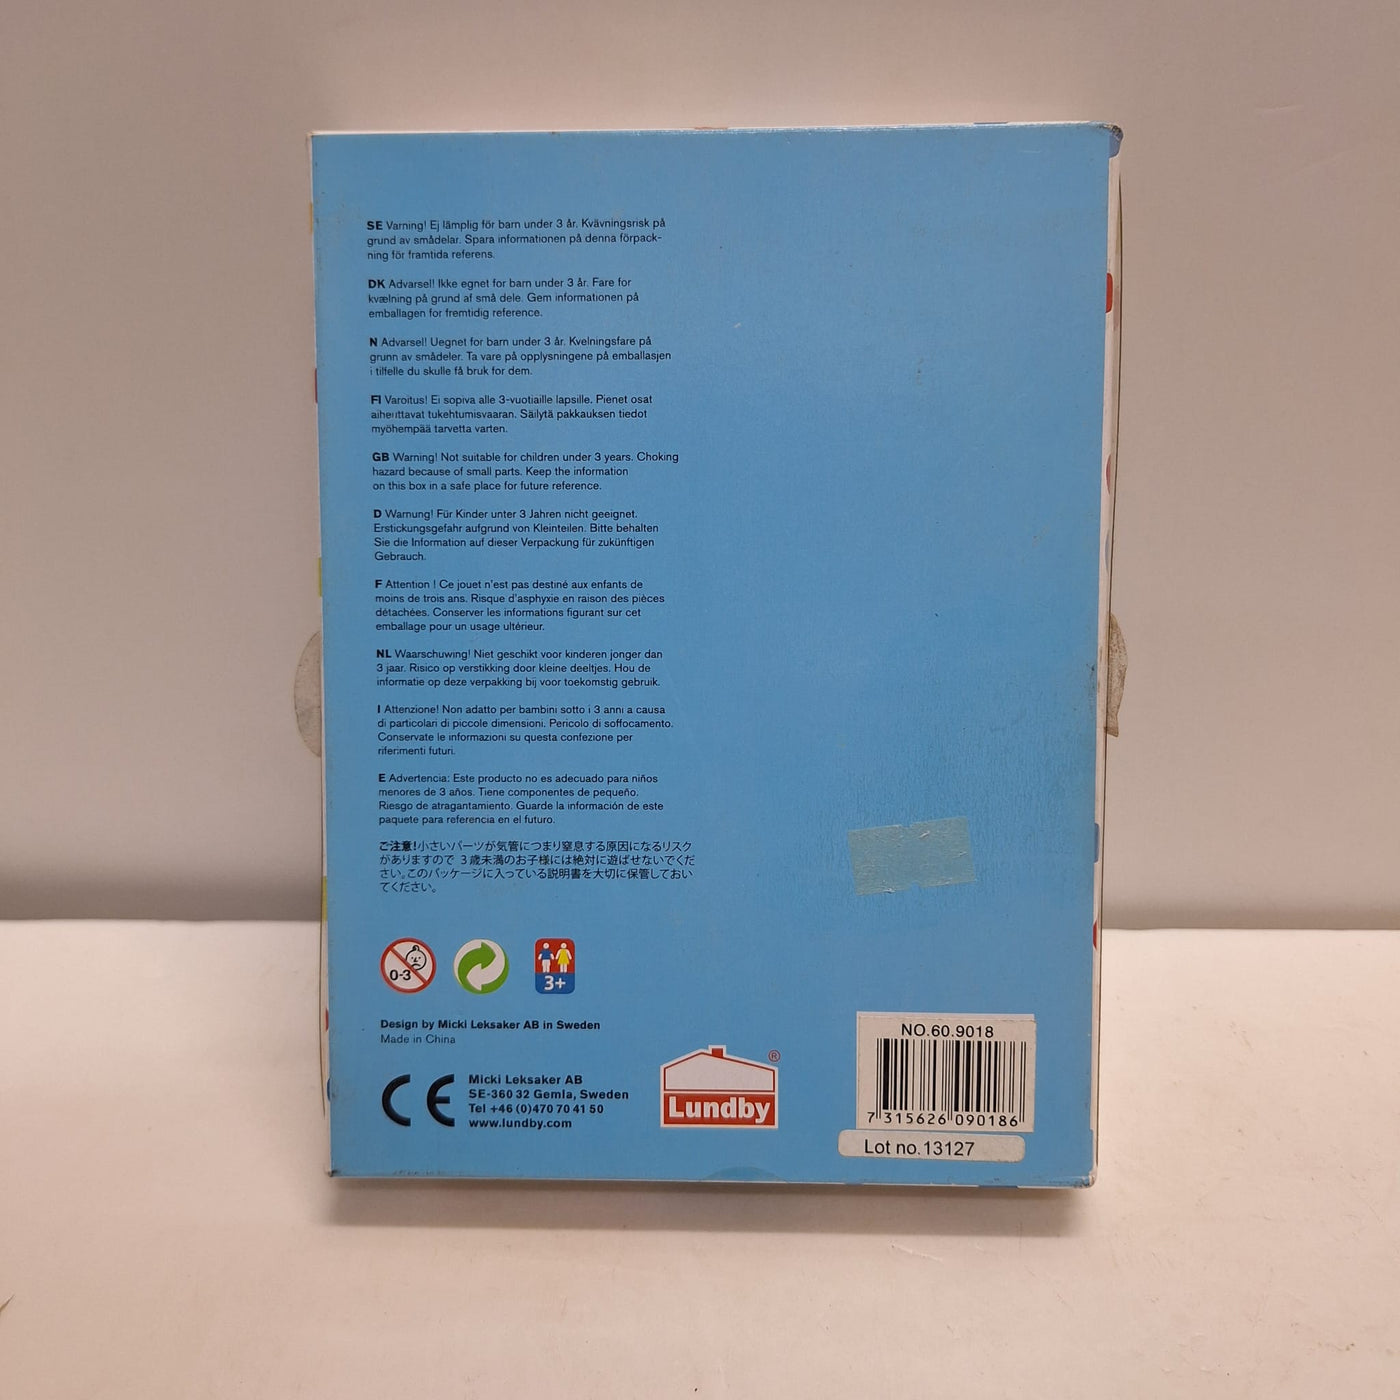 SE Varning! Ej lämplig för barn under 3 år. Kvävningsrisk på
grund av smådelar. Spara informationen på denna förpack-
ning för framtida referens.
DK Advarsel! Ikke egnet for barn under 3 år. Fare for
kvælning på grund af små dele. Gem informationen på
emballagen for fremtidig reference.
N Advarsel! Uegnet for barn under 3 år. Kvelningsfare på
grunn av smådeler. Ta vare på opplysningene på emballasjen
i tilfelle du skulle få bruk for dem.
FI Varoitus! Ei sopiva alle 3-vuotiaille lapsille. Pienet osat
aiheuttavat tukehtumisvaaran. Säilytä pakkauksen tiedot
myöhempää tarvetta varten.
GB Warning! Not suitable for children under 3 years. Choking
hazard because of small parts. Keep the information
on this box in a safe place for future reference.
D Warnung! Für Kinder unter 3 Jahren nicht geeignet.
Erstickungsgefahr aufgrund von Kleinteilen. Bitte behalten
Sie die Information auf dieser Verpackung für zukünftigen
Gebrauch.
F Attention ! Ce jouet n'est pas destiné aux enfants de
moins de trois ans. Risque d'asphyxie en raison des pièces
détachées. Conserver les informations figurant sur cet
emballage pour un usage ultérieur.
NL Waarschuwing! Niet geschikt voor kinderen jonger dan
3 jaar. Risico op verstikking door kleine deeltjes. Hou de
informatie op deze verpakking bij voor toekomstig gebruik.
I Attenzione! Non adatto per bambini sotto i 3 anni a causa
di particolari di piccole dimensioni. Pericolo di soffocamento.
Conservate le informazioni su questa confezione per
riferimenti futuri.
E Advertencia: Este producto no es adecuado para niños
menores de 3 años. Tiene componentes de pequeño.
Riesgo de atragantamiento. Guarde la información de este
paquete para referencia en el futuro.
ご注意!小さいパーツが気管につまり窒息する原因になるリスク
がありますので 3歳未満のお子様には絶対に遊ばせないでくだ
さい。このパッケージに入っている説明書を大切に保管しておい
てください。
0-3
3+
Design by Micki Leksaker AB in Sweden
Made in China
CE
Micki Leksaker AB
SE-360 32 Gemla, Sweden
Tel +46 (0)470 70 41 50
www.lundby.com
Lundby ®
NO.60.9018
7 315626 090186
Lot no.13127